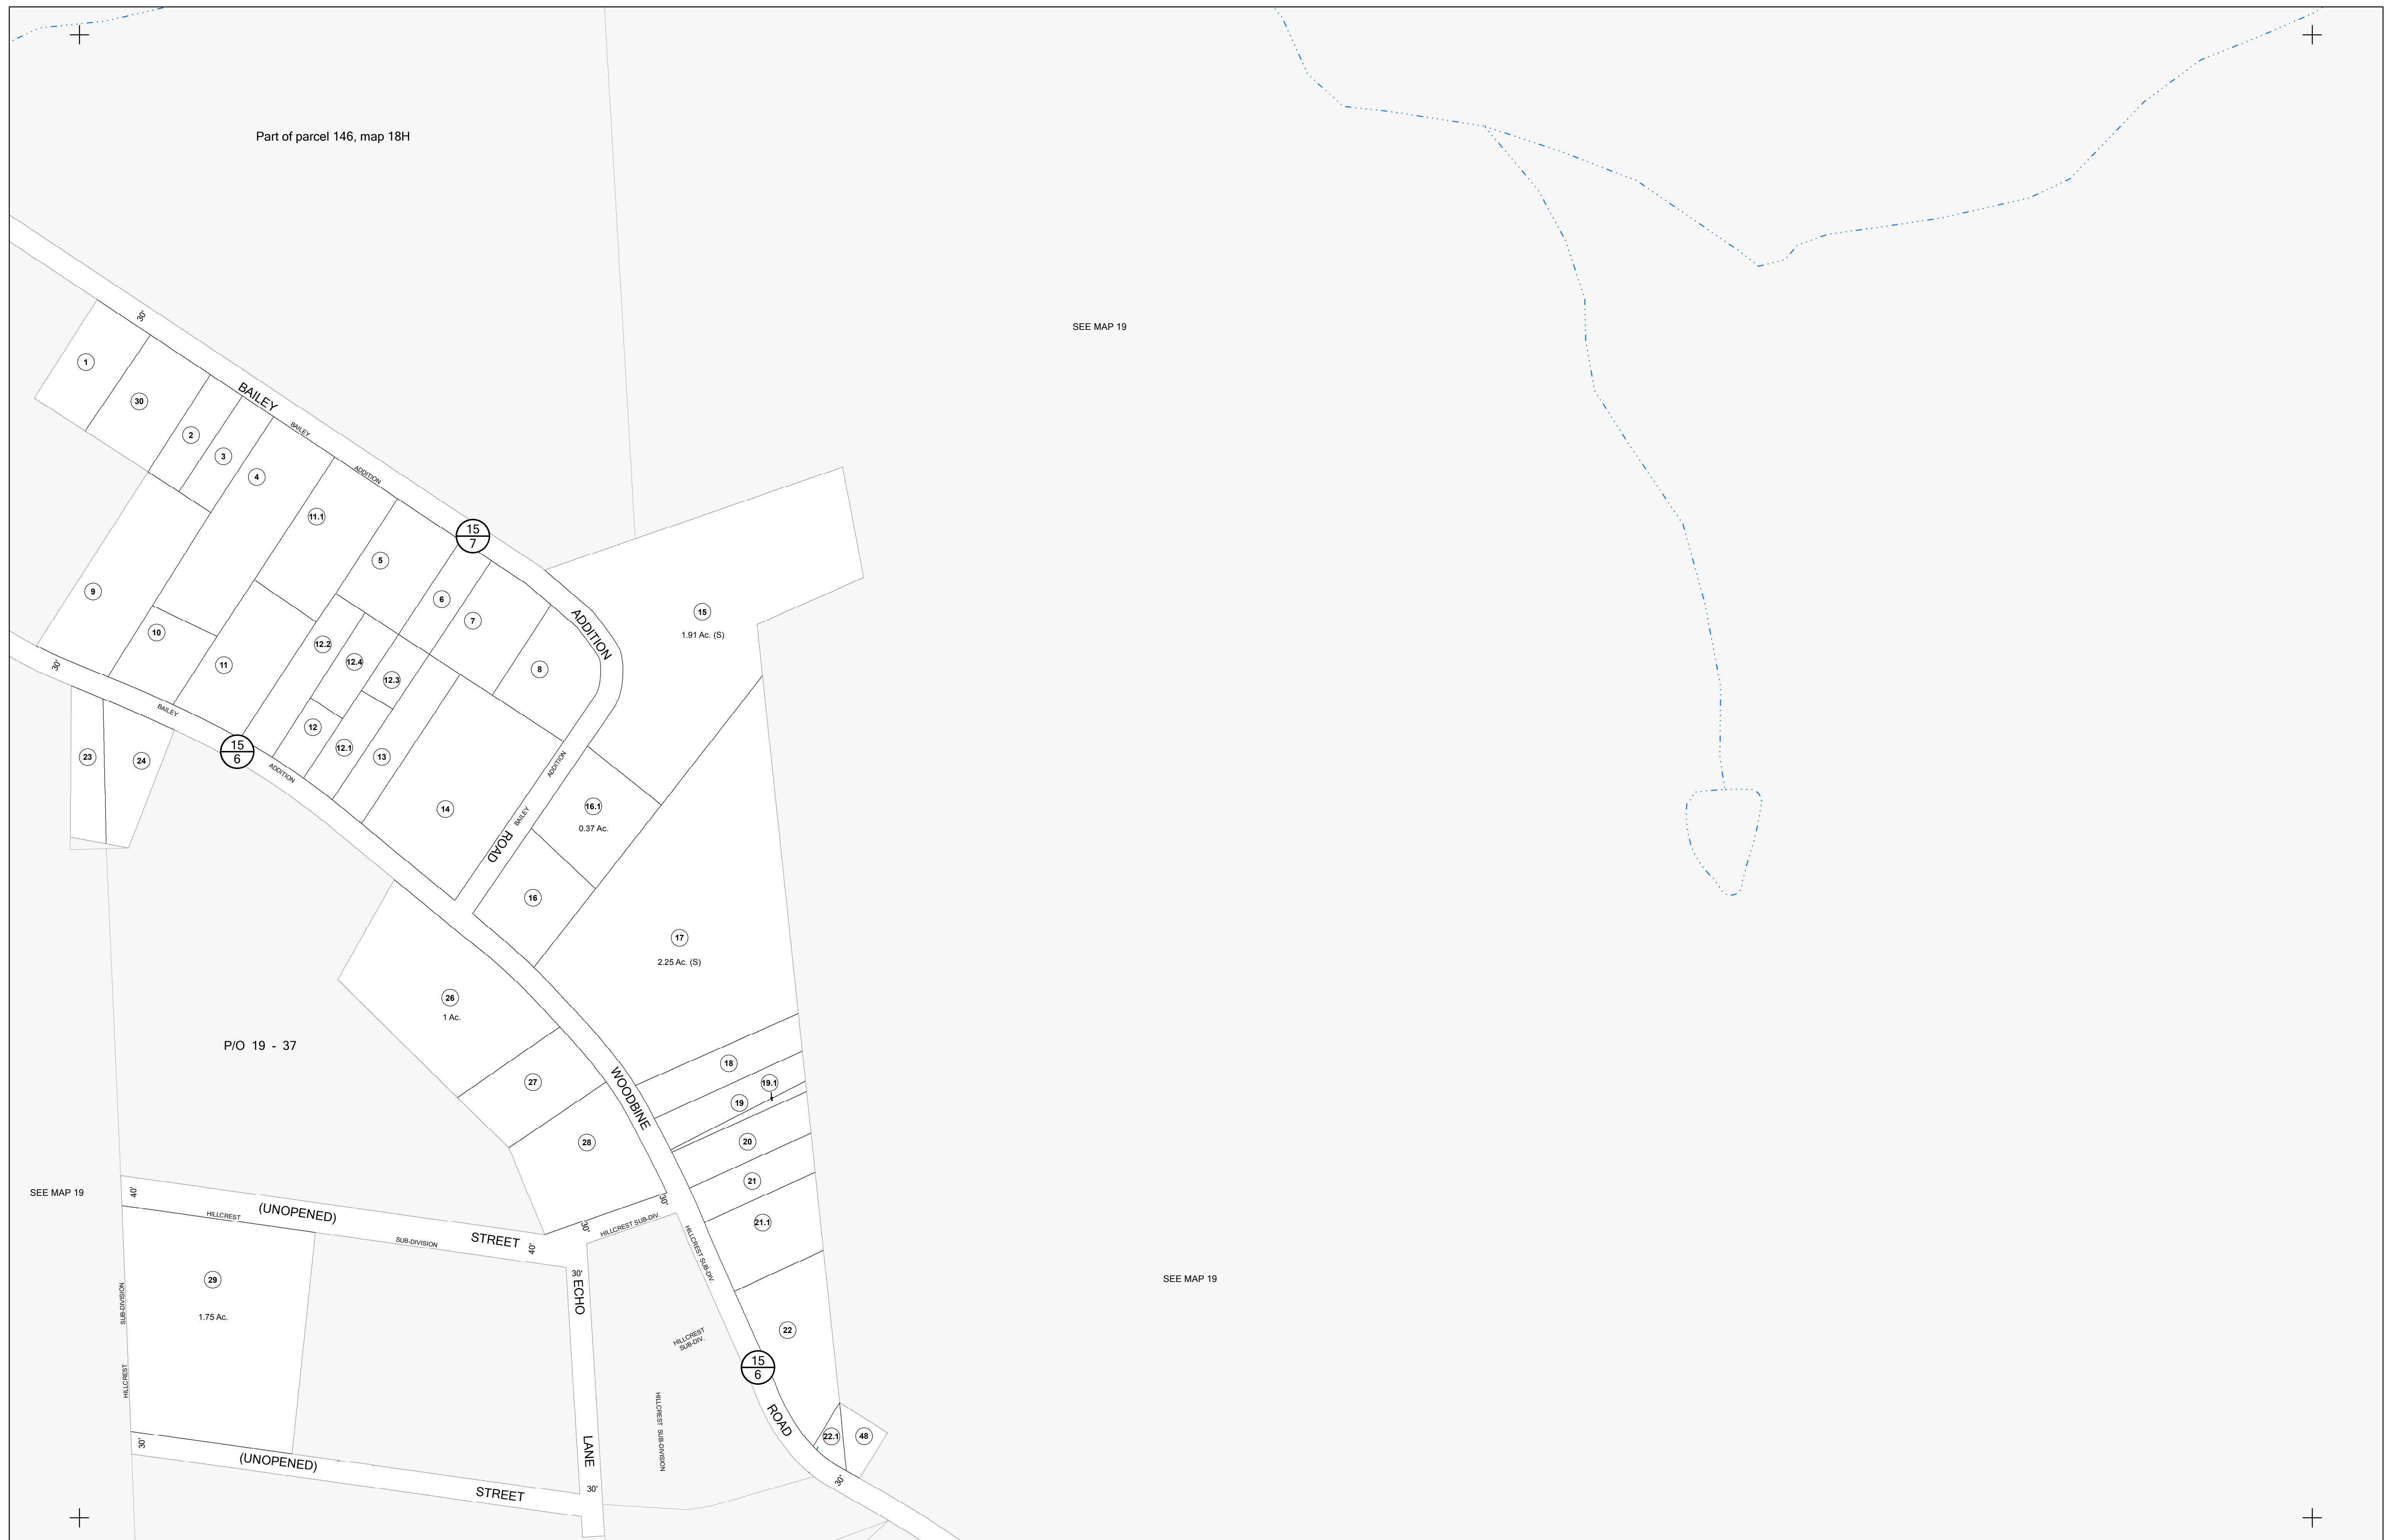 Part of parcel 146, map 18H
SEE MAP 19
30'
1
30
BAILEY
2
BAILEY
3
4
ADDITION
11.1
15
7
5
9
6
15
1.91 Ac. (S)
7
ADDITION
10
12.2
12.4
11
8
30'
12.3
BAILEY
12
12.1
15
6
23
24
13
ADDITION
ADDITION
14
16.1
0.37 Ac.
BAILEY
ROAD
16
17
2.25 Ac. (S)
26
1 Ac.
P/O 19 - 37
18
27
19.1
WOODBINE
19
28
20
21
SEE MAP 19
40'
30'
(UNOPENED)
HILLCREST
HILLCREST SUB-DIV.
30'
21.1
STREET
SUB-DIVISION
40'
HILLCREST SUB-DIV.
29
30'
SEE MAP 19
ECHO
SUB-DIVISION
1.75 Ac.
22
HILLCREST
SUB-DIV.
15
6
HILLCREST
HILLCREST SUB-DIVISION
ROAD
22.1
48
30'
LANE
(UNOPENED)
30'
STREET
30'